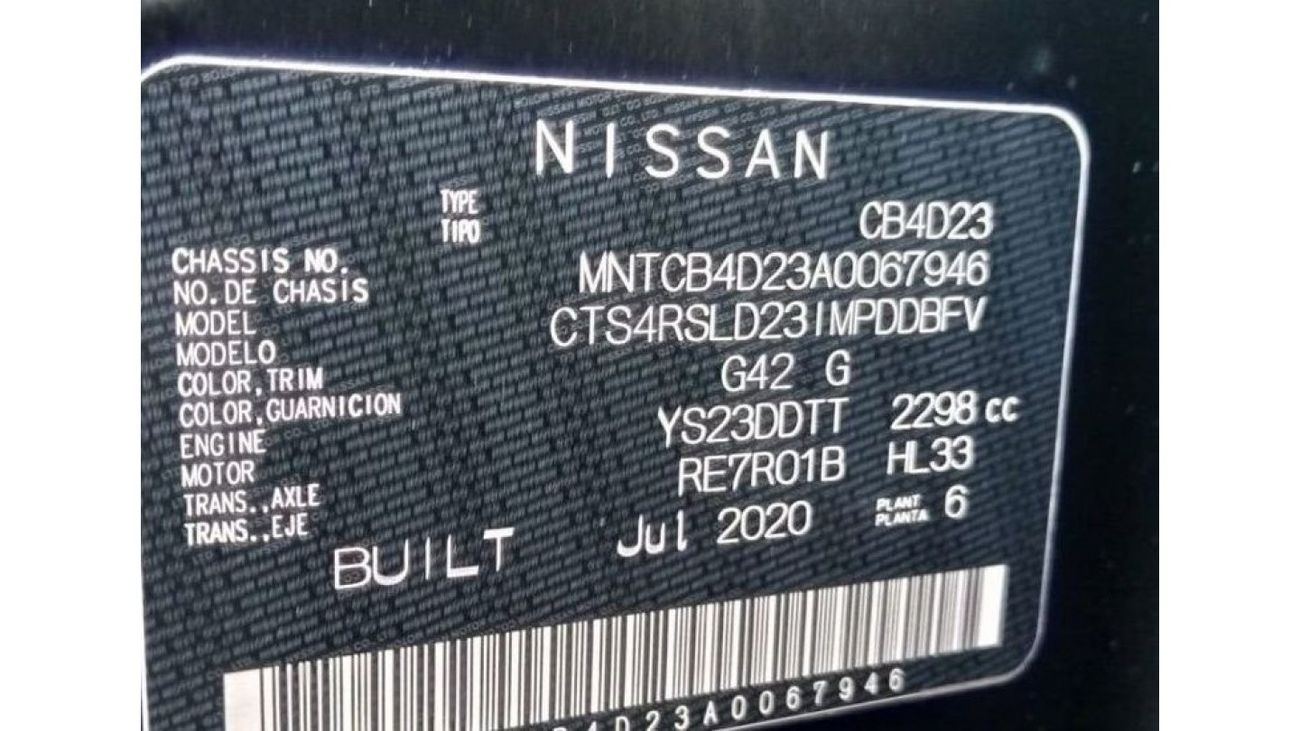 NISSAN
TYPE
TIPO
CB4D23
CHASSIS NO.
NO.DE CHASIS
MNTCB4D23A0067946
MODEL
MODELO
CTS4RSLD23IMPDDBFV
COLOR,TRIM
COLOR,GUARNICION
G42 G
ENGINE
MOTOR
YS23DDTT 2298 cc
TRANS.,AXLE
TRANS.,EJE
RE7R01B HL33
BUILT Jul 2020
PLANT
PLANTA 6
4D23A0067946